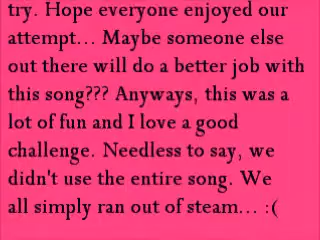 try. Hope everyone enjoyed our
attempt... Maybe someone else
out there will do a better job with
this song??? Anyways, this was a
lot of fun and I love a good
challenge. Needless to say, we
didn't use the entire song. We
all simply ran out of steam... :(